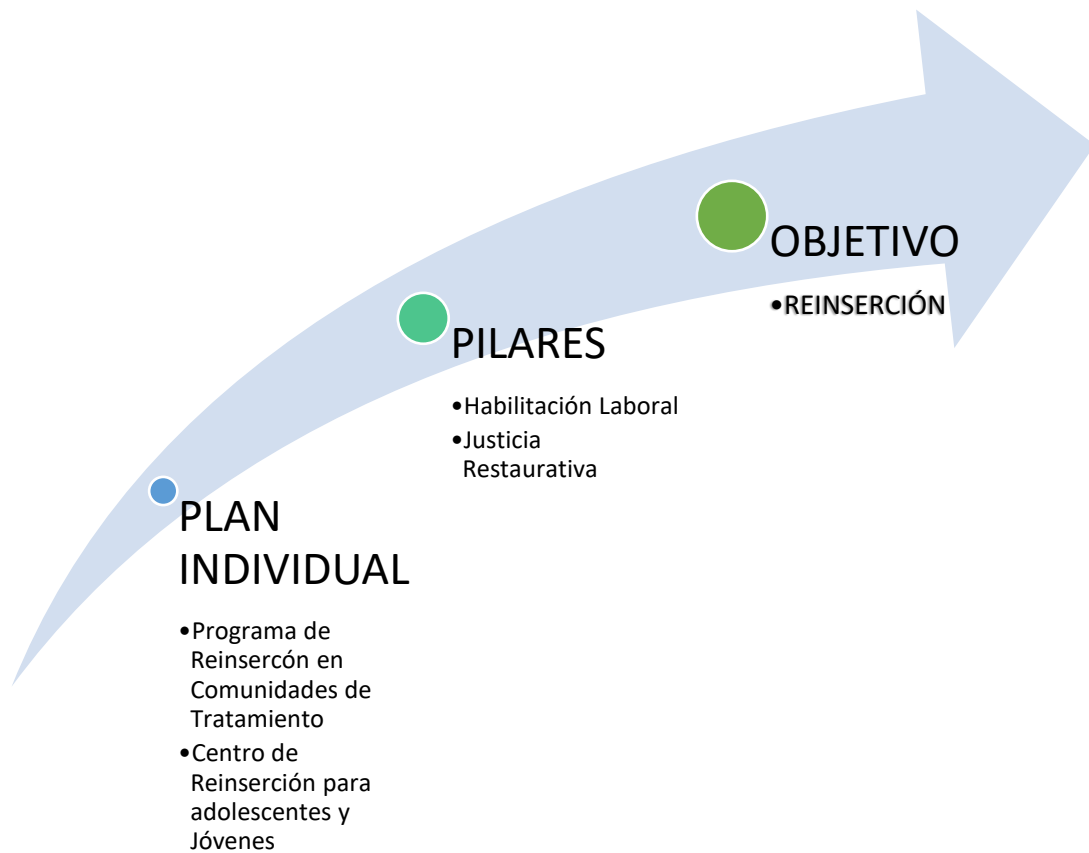 PLAN
INDIVIDUAL
•Programa de
Reinsercón en
Comunidades de
Tratamiento
•Centro de
Reinserción para
adolescentes y
Jóvenes
PILARES
•Habilitación Laboral
•Justicia
Restaurativa
OBJETIVO
•REINSERCIÓN